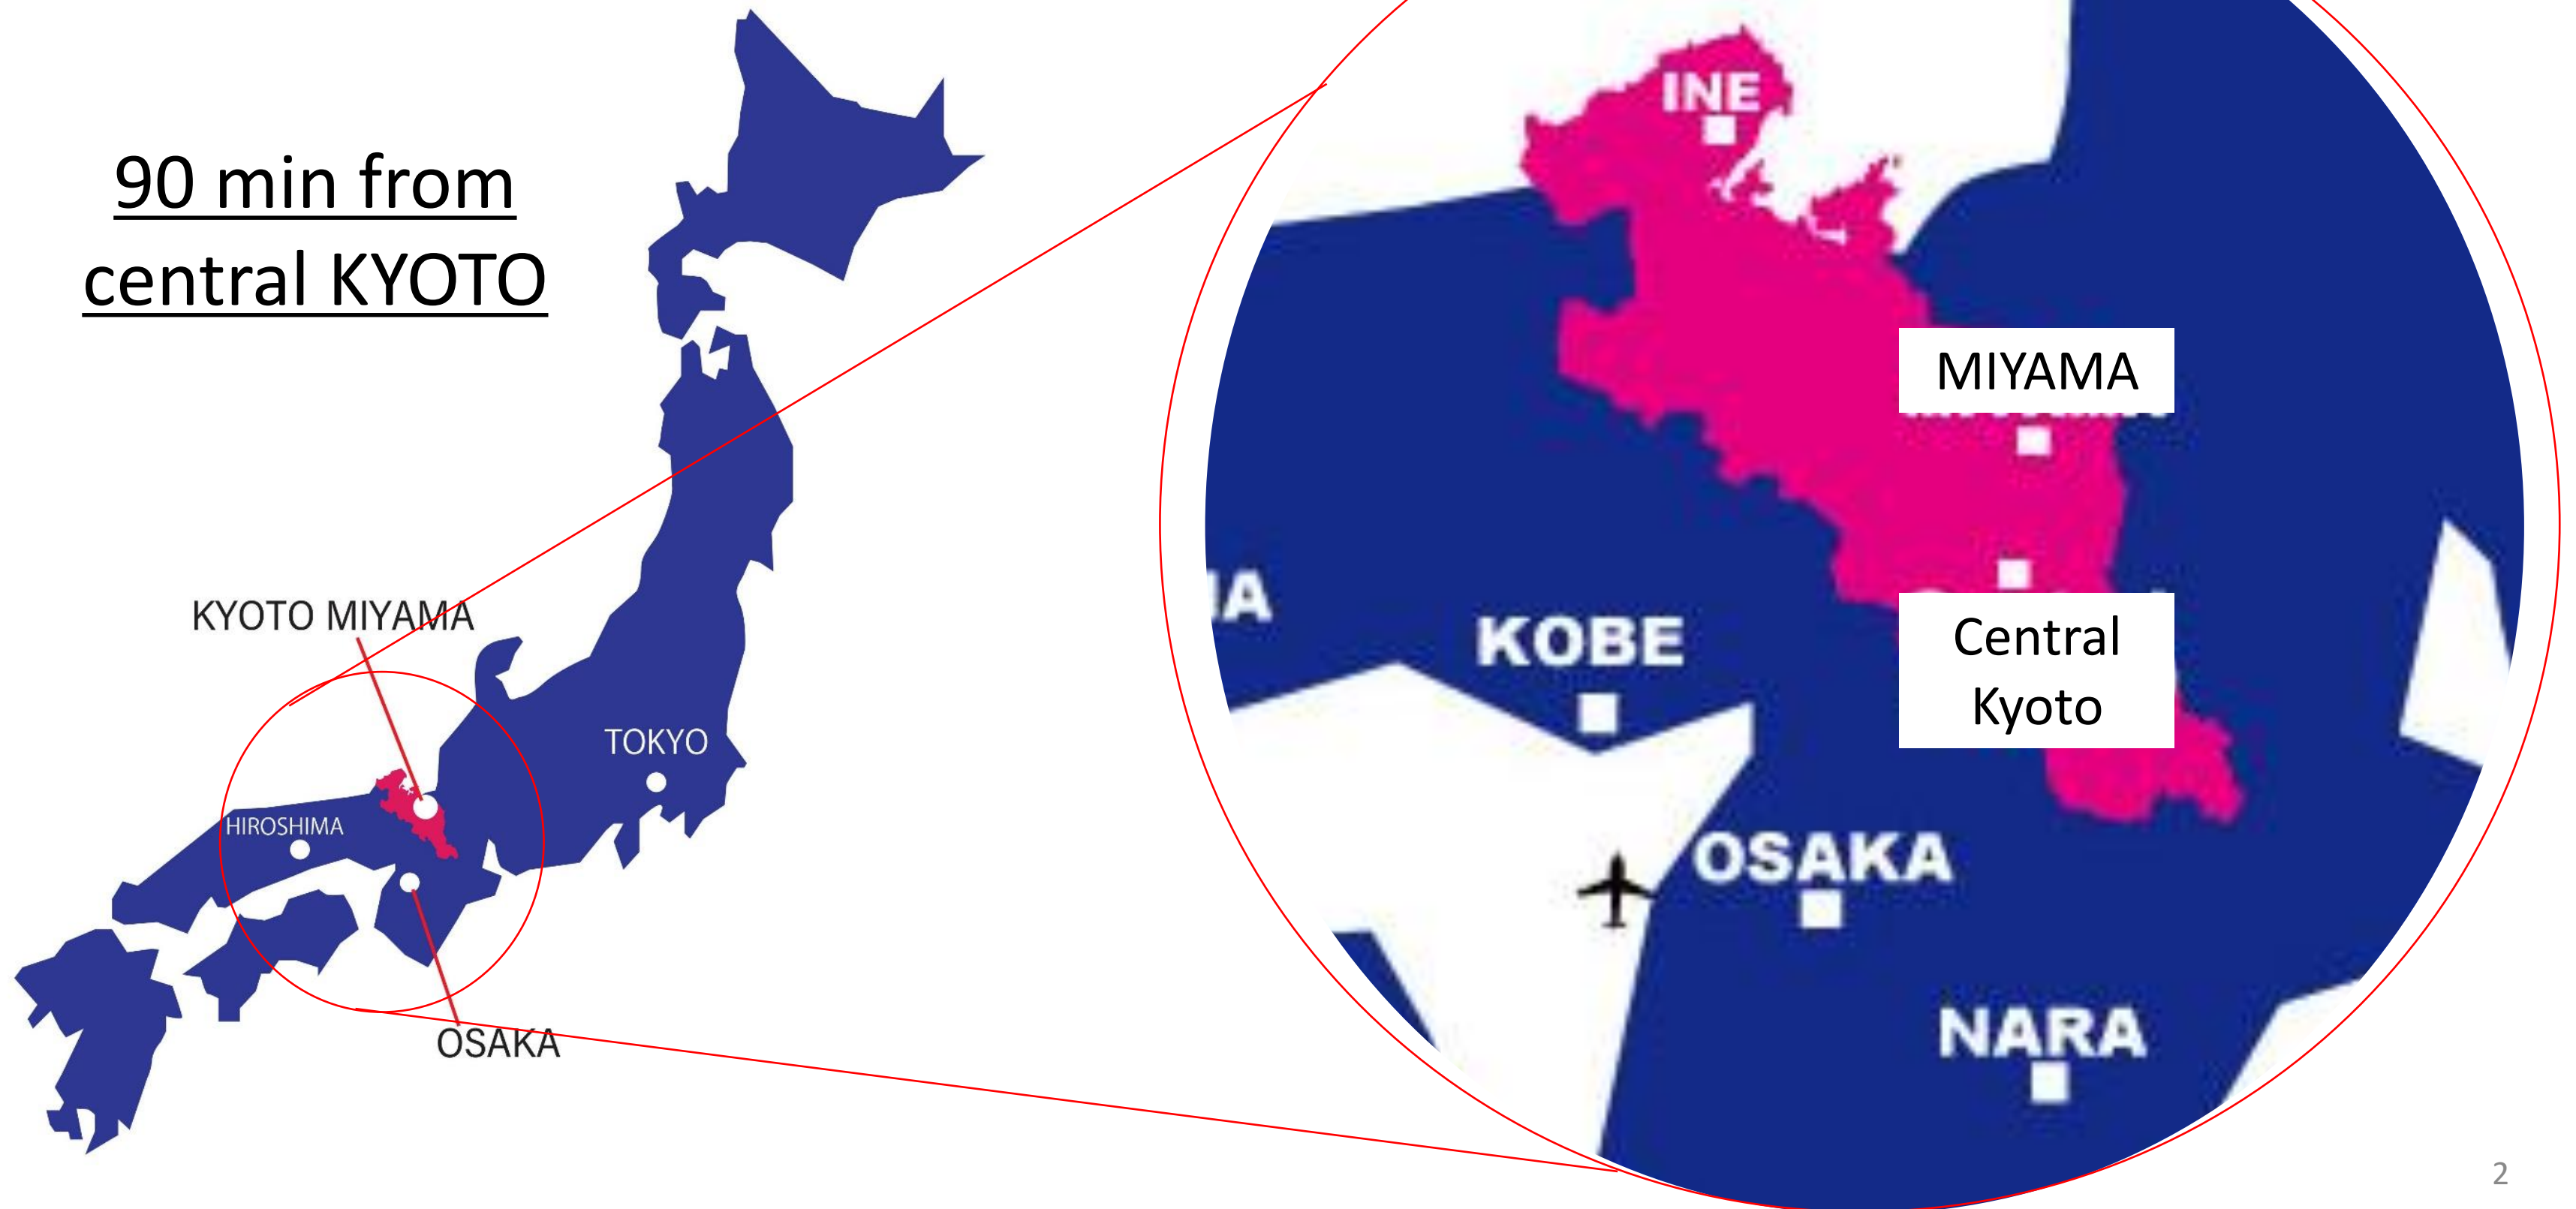 90 min from
central KYOTO
KYOTO MIYAMA
TOKYO
HIROSHIMA
OSAKA
INE
MIYAMA
KOBE
Central
Kyoto
OSAKA
NARA
2